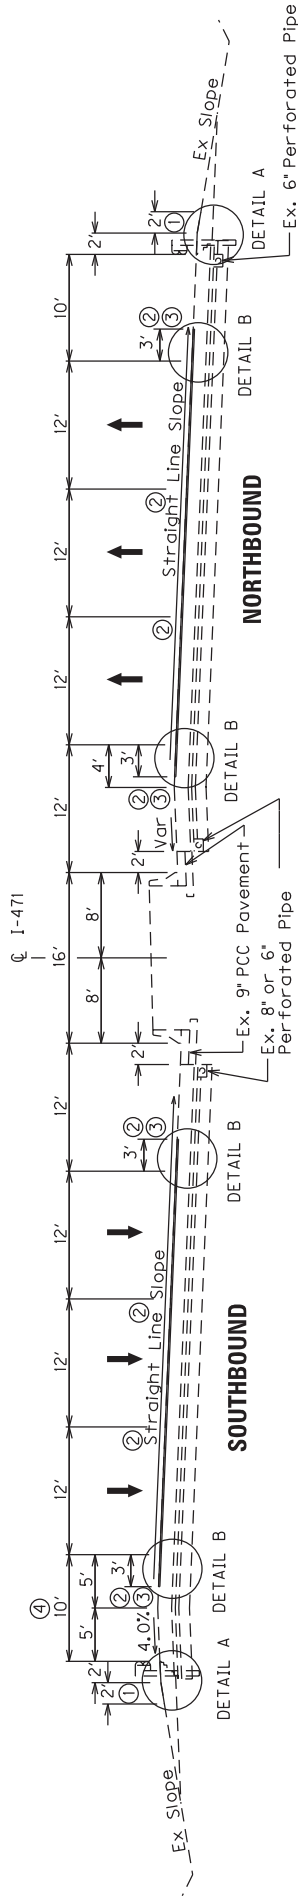 ℄ I-471
④
10'
12'
12'
12'
12'
16'
12'
12'
12'
12'
10'
5'
5'
8'
8'
2'
2'
①
3'
②
③
4.0%
②
②
Straight Line Slope
3'
②
③
2'
2'
Var
4'
3'
②
③
②
②
Straight Line Slope
3'
②
③
2'
2'
①
Ex Slope
Ex Slope
DETAIL A
DETAIL B
DETAIL B
DETAIL B
DETAIL B
DETAIL A
SOUTHBOUND
NORTHBOUND
Ex. 9" PCC Pavement
Ex. 8" or 6"
Perforated Pipe
Ex. 6" Perforated Pipe